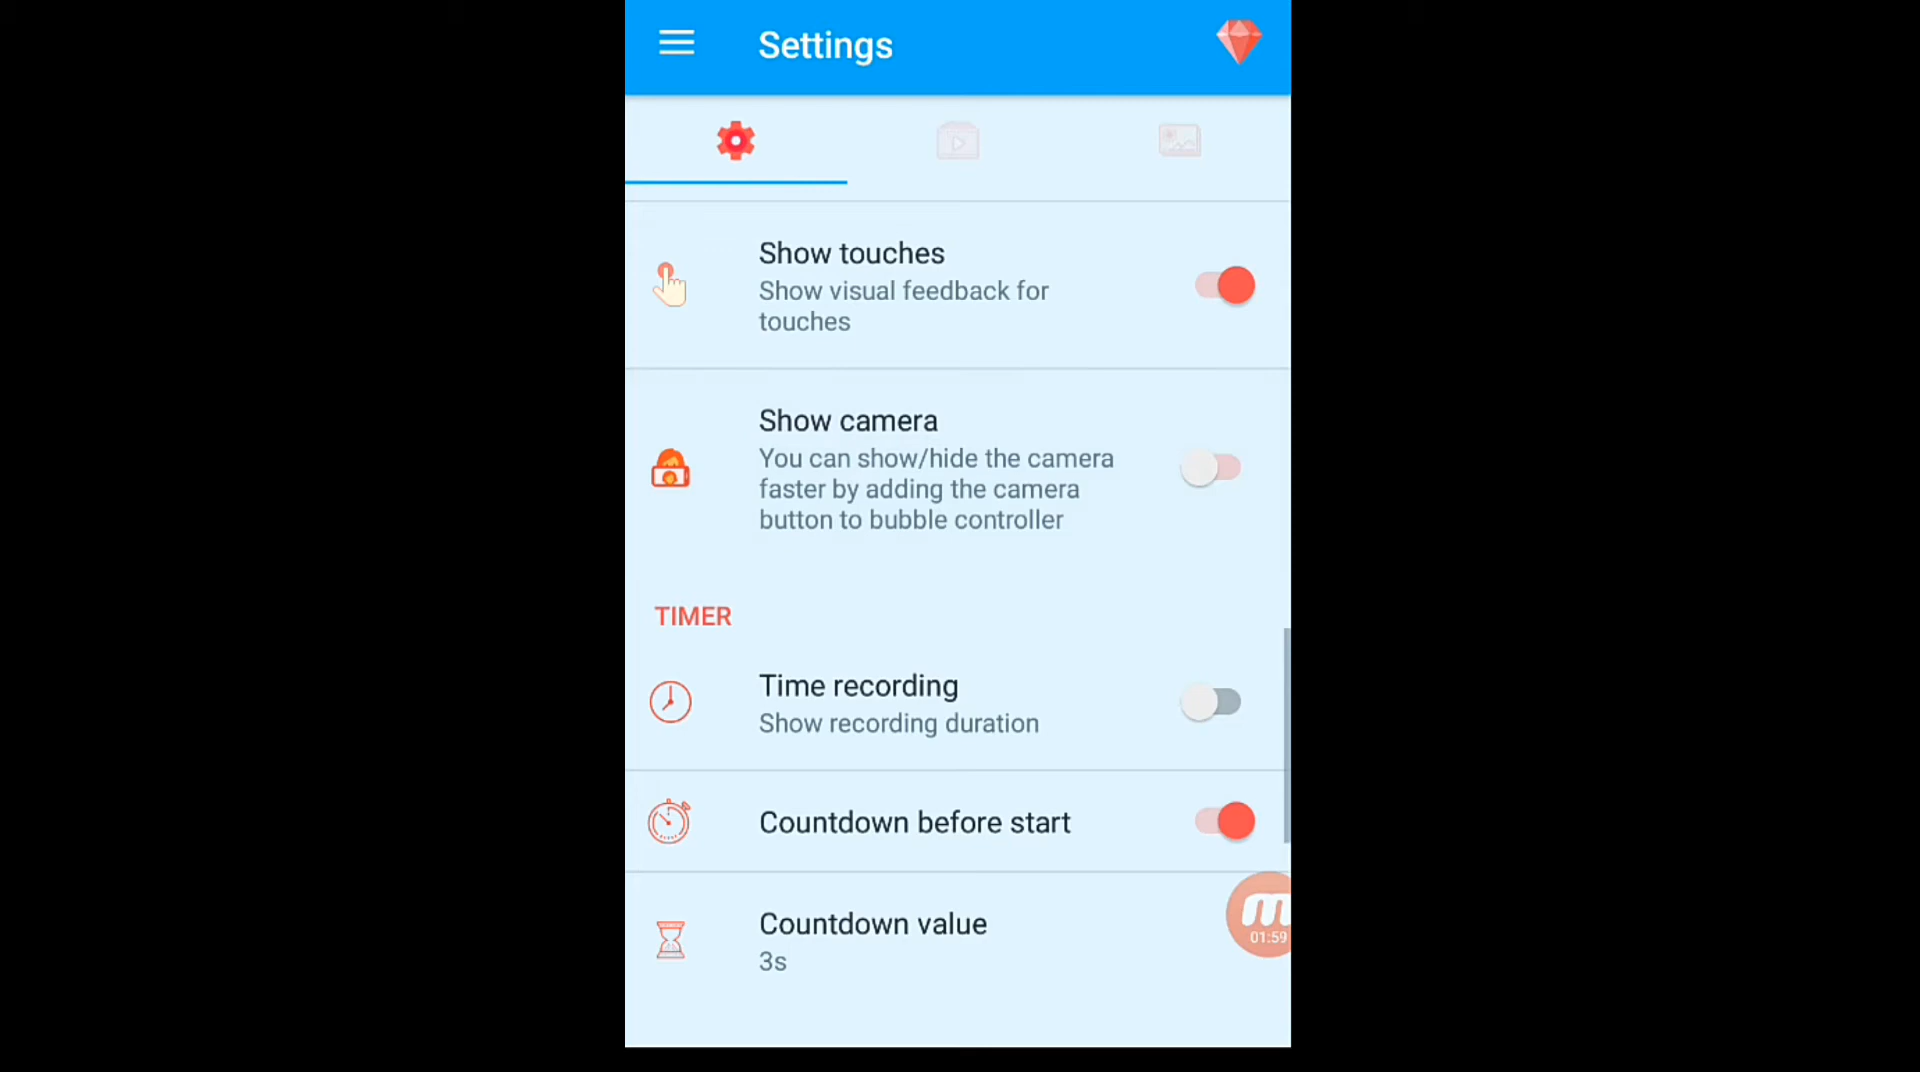 Settings
Show touches
Show visual feedback for
touches
Show camera
You can show/hide the camera
faster by adding the camera
button to bubble controller
TIMER
Time recording
Show recording duration
Countdown before start
Countdown value
3s
01:59